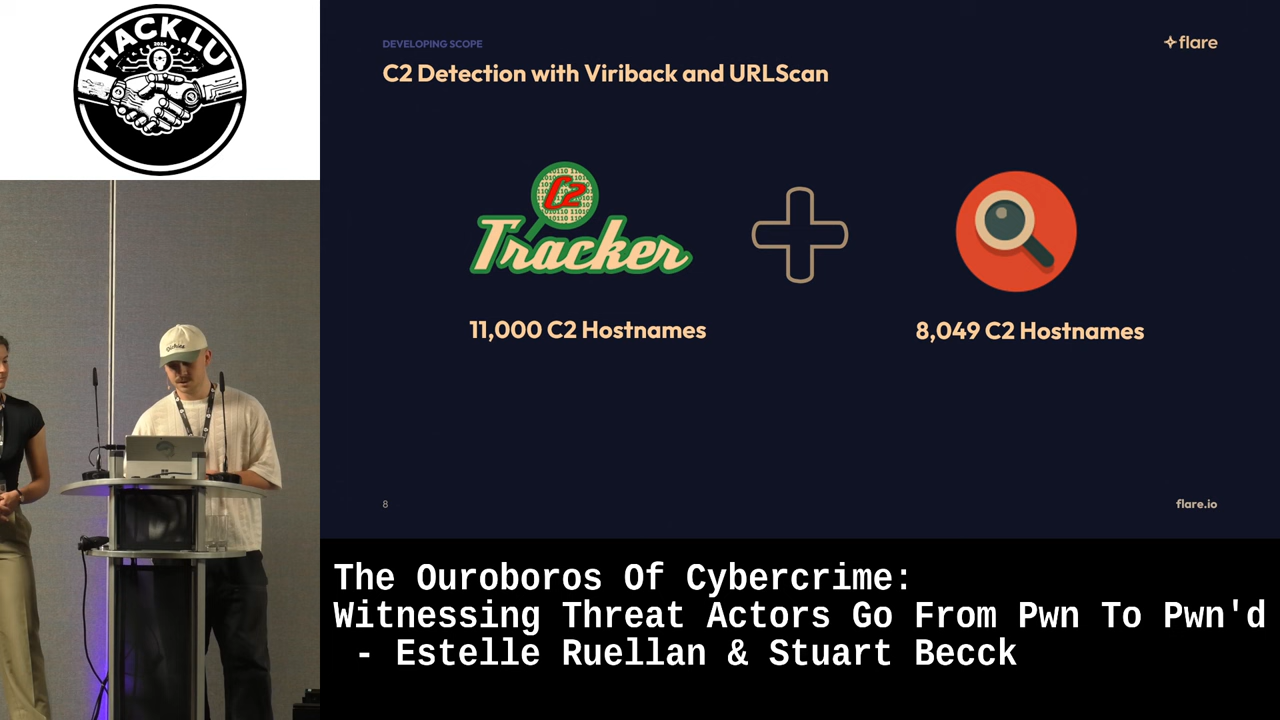 HACK.LU
2024
DEVELOPING SCOPE
flare
C2 Detection with Viriback and URLScan
C2
Tracker
11,000 C2 Hostnames
8,049 C2 Hostnames
8
flare.io
The Ouroboros Of Cybercrime:
Witnessing Threat Actors Go From Pwn To Pwn'd
- Estelle Ruellan & Stuart Becck